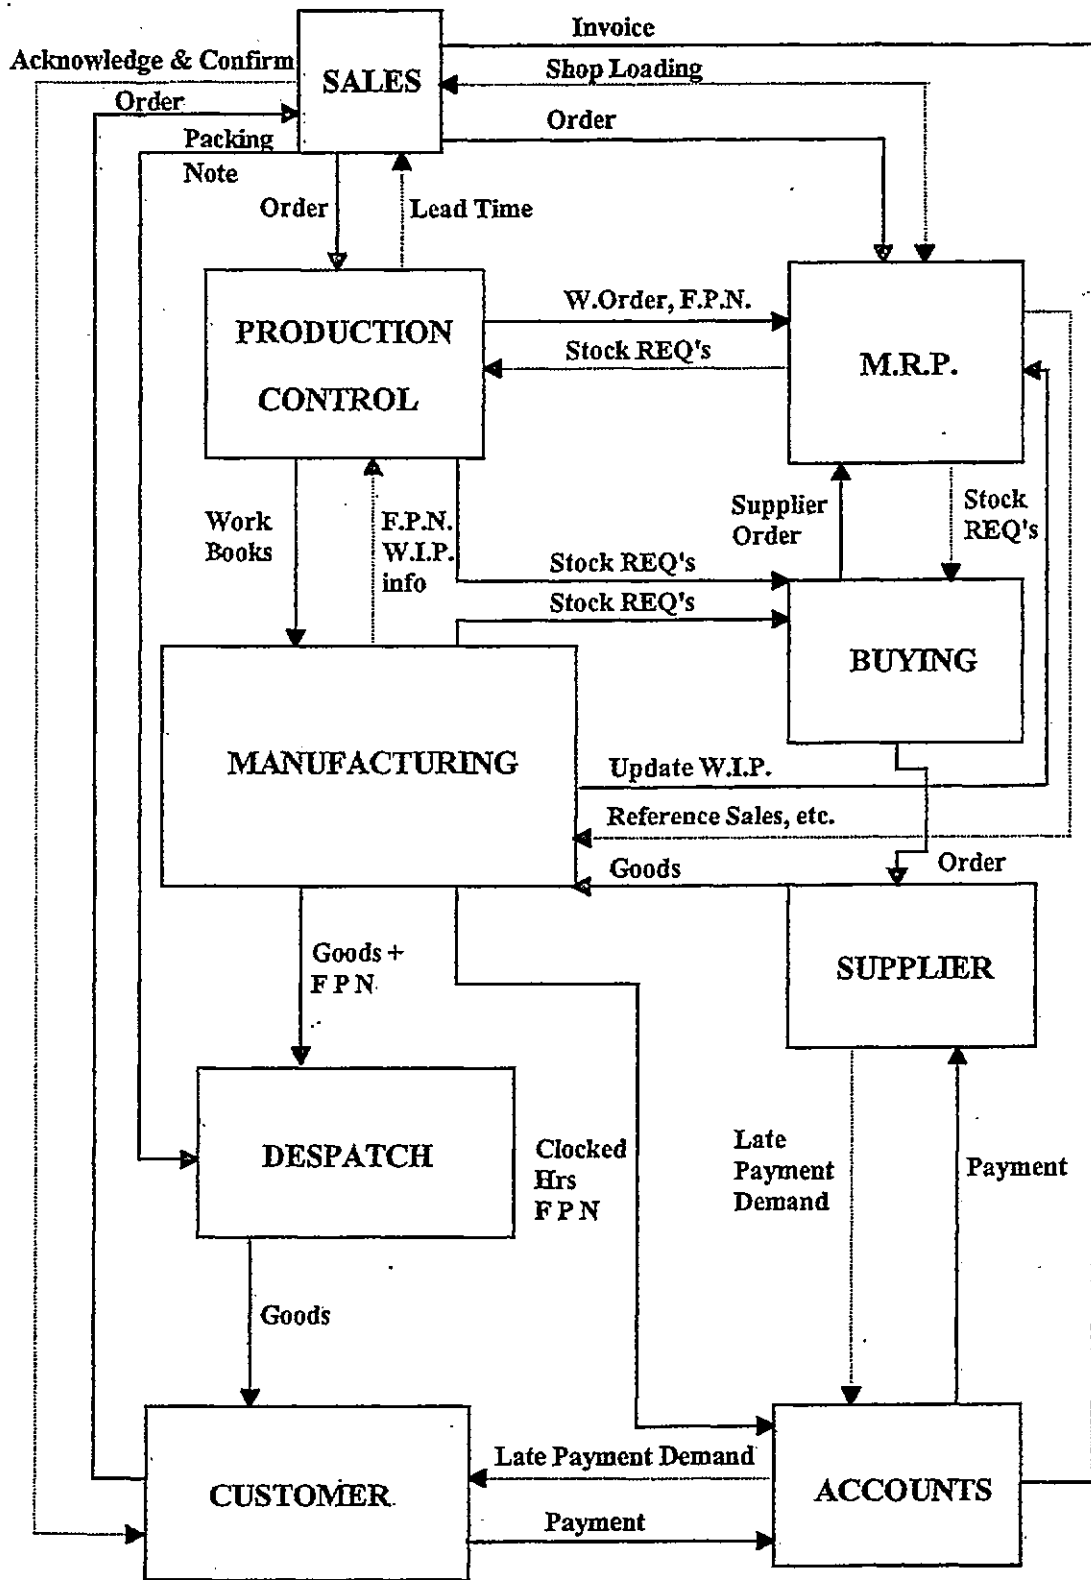 Invoice
Acknowledge & Confirm
SALES
Shop Loading
Order
Order
Packing
Note
Order
Lead Time
PRODUCTION
CONTROL
W.Order, F.P.N.
Stock REQ's
M.R.P.
Work
Books
F.P.N.
W.I.P.
info
Supplier
Order
Stock
REQ's
Stock REQ's
Stock REQ's
BUYING
MANUFACTURING
Update W.I.P.
Reference Sales, etc.
Goods
Order
SUPPLIER
Goods +
F P N
DESPATCH
Clocked
Hrs
F P N
Late
Payment
Demand
Payment
Goods
Late Payment Demand
CUSTOMER
Payment
ACCOUNTS